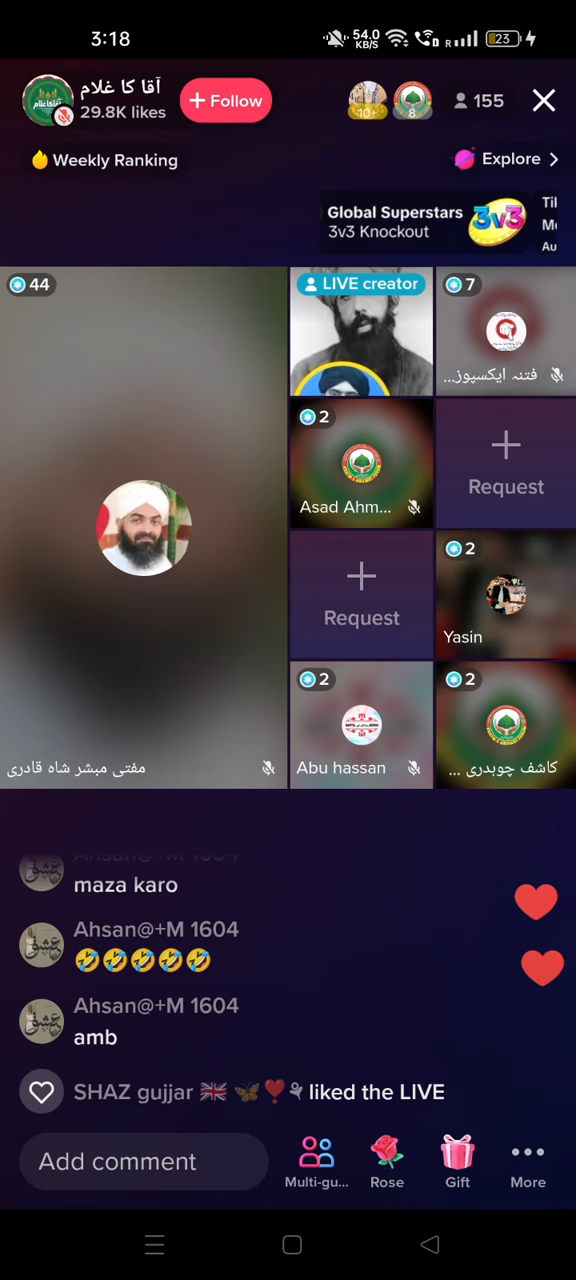 3:18
54.0
KB/S
R
23
آقا کا غلام
29.8K likes
+ Follow
10+
8
155
Weekly Ranking
Explore
Global Superstars
3v3 Knockout
3v3
44
LIVE creator
7
فتنہ ایکسپوز...
2
Asad Ahm...
Request
Request
2
Yasin
2
Abu hassan
2
کاشف چوہدری ...
مفتی مبشر شاہ قادری
maza karo
Ahsan@+M 1604
🤣🤣🤣🤣🤣
Ahsan@+M 1604
amb
SHAZ gujjar 🇬🇧 🦋❣️ liked the LIVE
Add comment
Multi-gu...
Rose
Gift
More